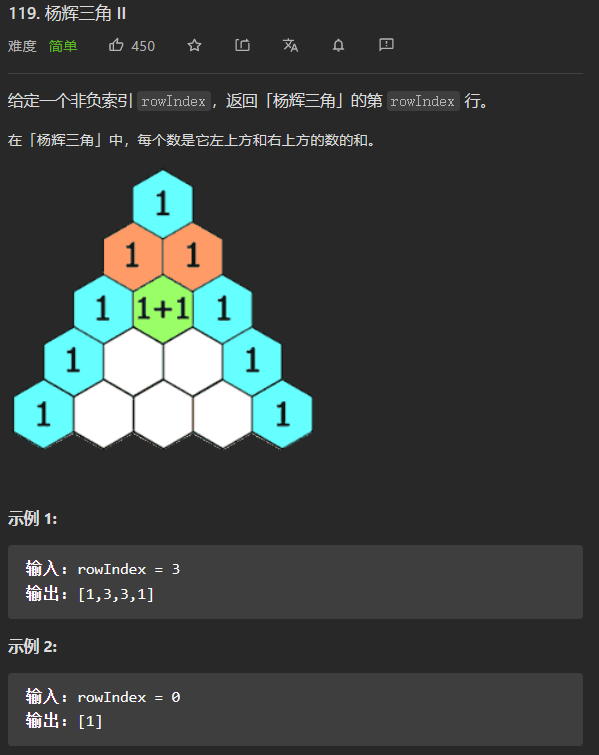 119. 杨辉三角 II
难度 简单 450
给定一个非负索引 rowIndex，返回「杨辉三角」的第 rowIndex 行。
在「杨辉三角」中，每个数是它左上方和右上方的数的和。
1
1 1
1 1+1 1
1 1
1 1
示例 1:
输入：rowIndex = 3
输出：[1,3,3,1]
示例 2:
输入：rowIndex = 0
输出：[1]